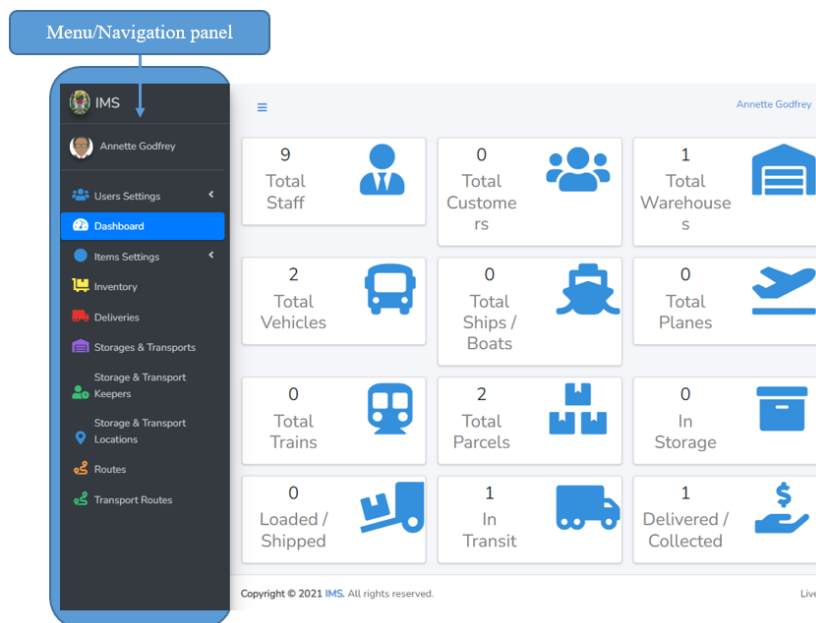 Menu/Navigation panel
IMS
Annette Godfrey
Annette Godfrey
Users Settings
Dashboard
Items Settings
Inventory
Deliveries
Storages & Transports
Storage & Transport
Keepers
Storage & Transport
Locations
Routes
Transport Routes
9
Total
Staff
0
Total
Custome
rs
1
Total
Warehouse
s
2
Total
Vehicles
0
Total
Ships /
Boats
0
Total
Planes
0
Total
Trains
2
Total
Parcels
0
In
Storage
0
Loaded /
Shipped
1
In
Transit
1
Delivered /
Collected
Copyright © 2021 IMS. All rights reserved.
Live